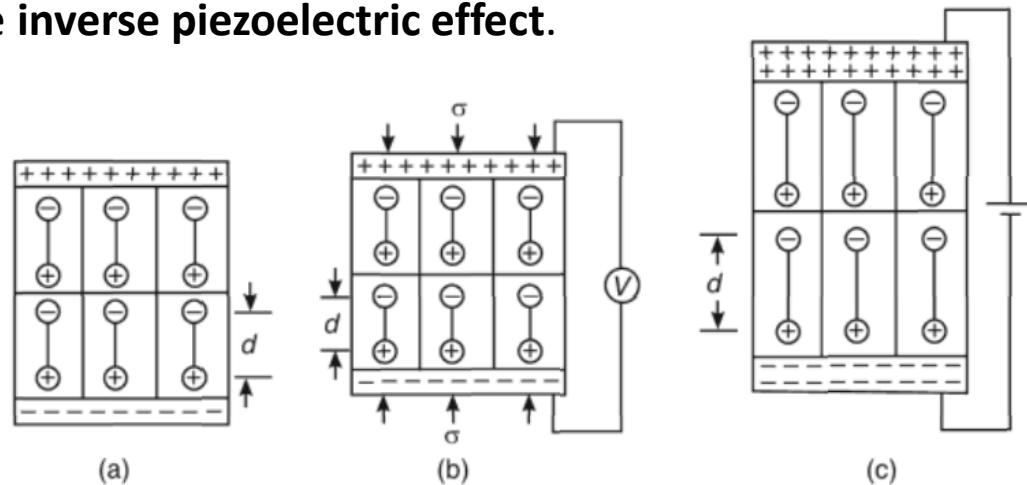 e inverse piezoelectric effect.
+ + + + + + + + + +
− + − + − +
− + − + − +
d
− − − − − − − − − −
(a)
σ
+ + + + + + + + + +
− + − + − +
− + − + − +
d
V
− − − − − − − − − −
σ
(b)
+ + + + + + + + + +
+ + + + + + + + + +
− + − + − +
− + − + − +
d
− − − − − − −
− − − − − − −
(c)